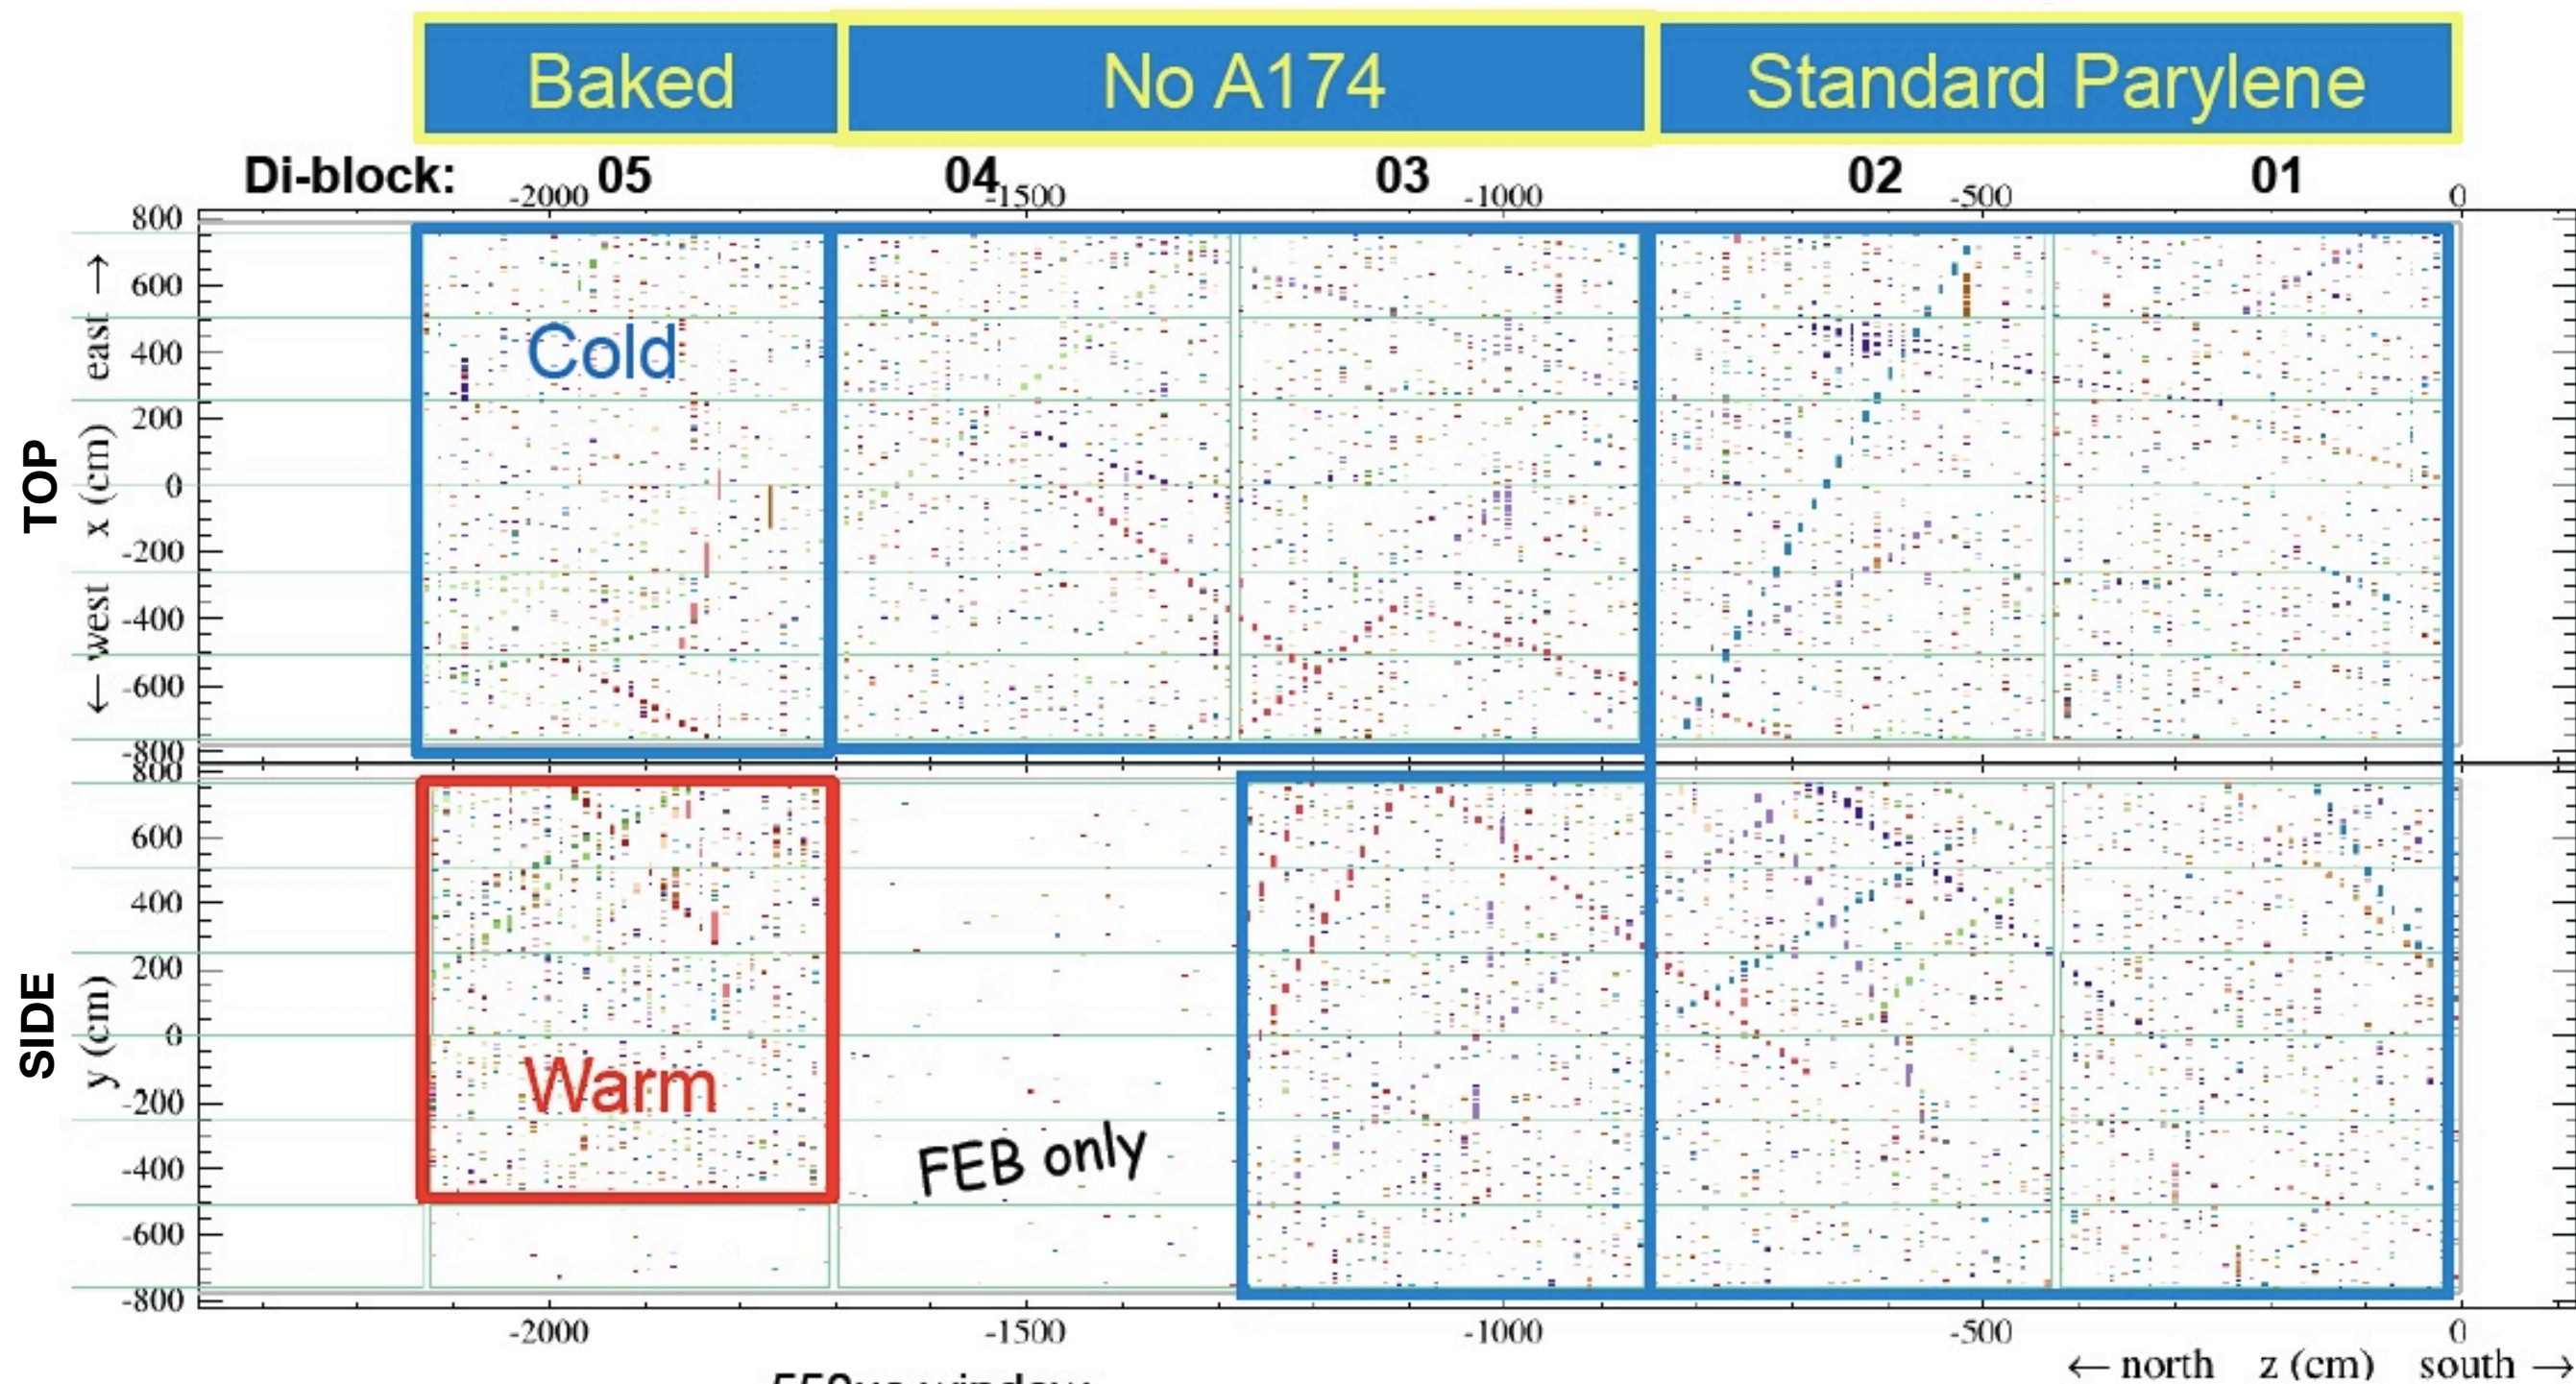 Baked No A174 Standard Parylene
Di-block: 05 04 03 02 01
-2000 -1500 -1000 -500 0
TOP
← west x (cm) east →
800
600
400
200
0
-200
-400
-600
-800
Cold
SIDE
y (cm)
800
600
400
200
0
-200
-400
-600
-800
Warm
FEB only
-2000 -1500 -1000 -500 0
← north z (cm) south →
window